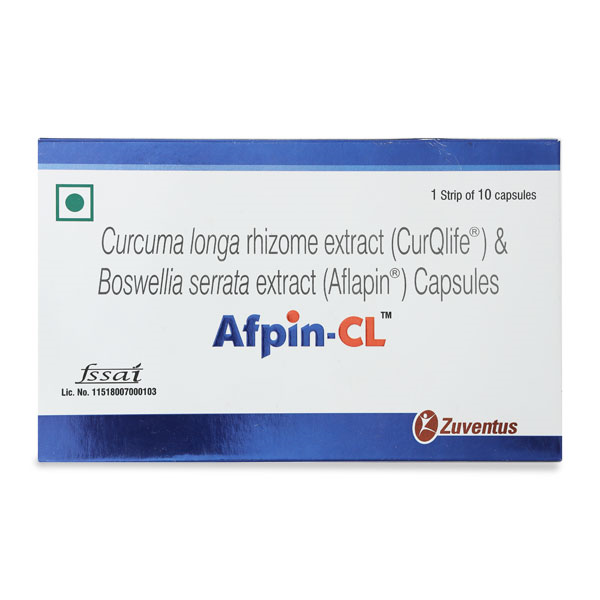 1 Strip of 10 capsules
Curcuma longa rhizome extract (CurQlife®) &
Boswellia serrata extract (Aflapin®) Capsules
Afpin-CL™
fssai
Lic. No. 11518007000103
Zuventus